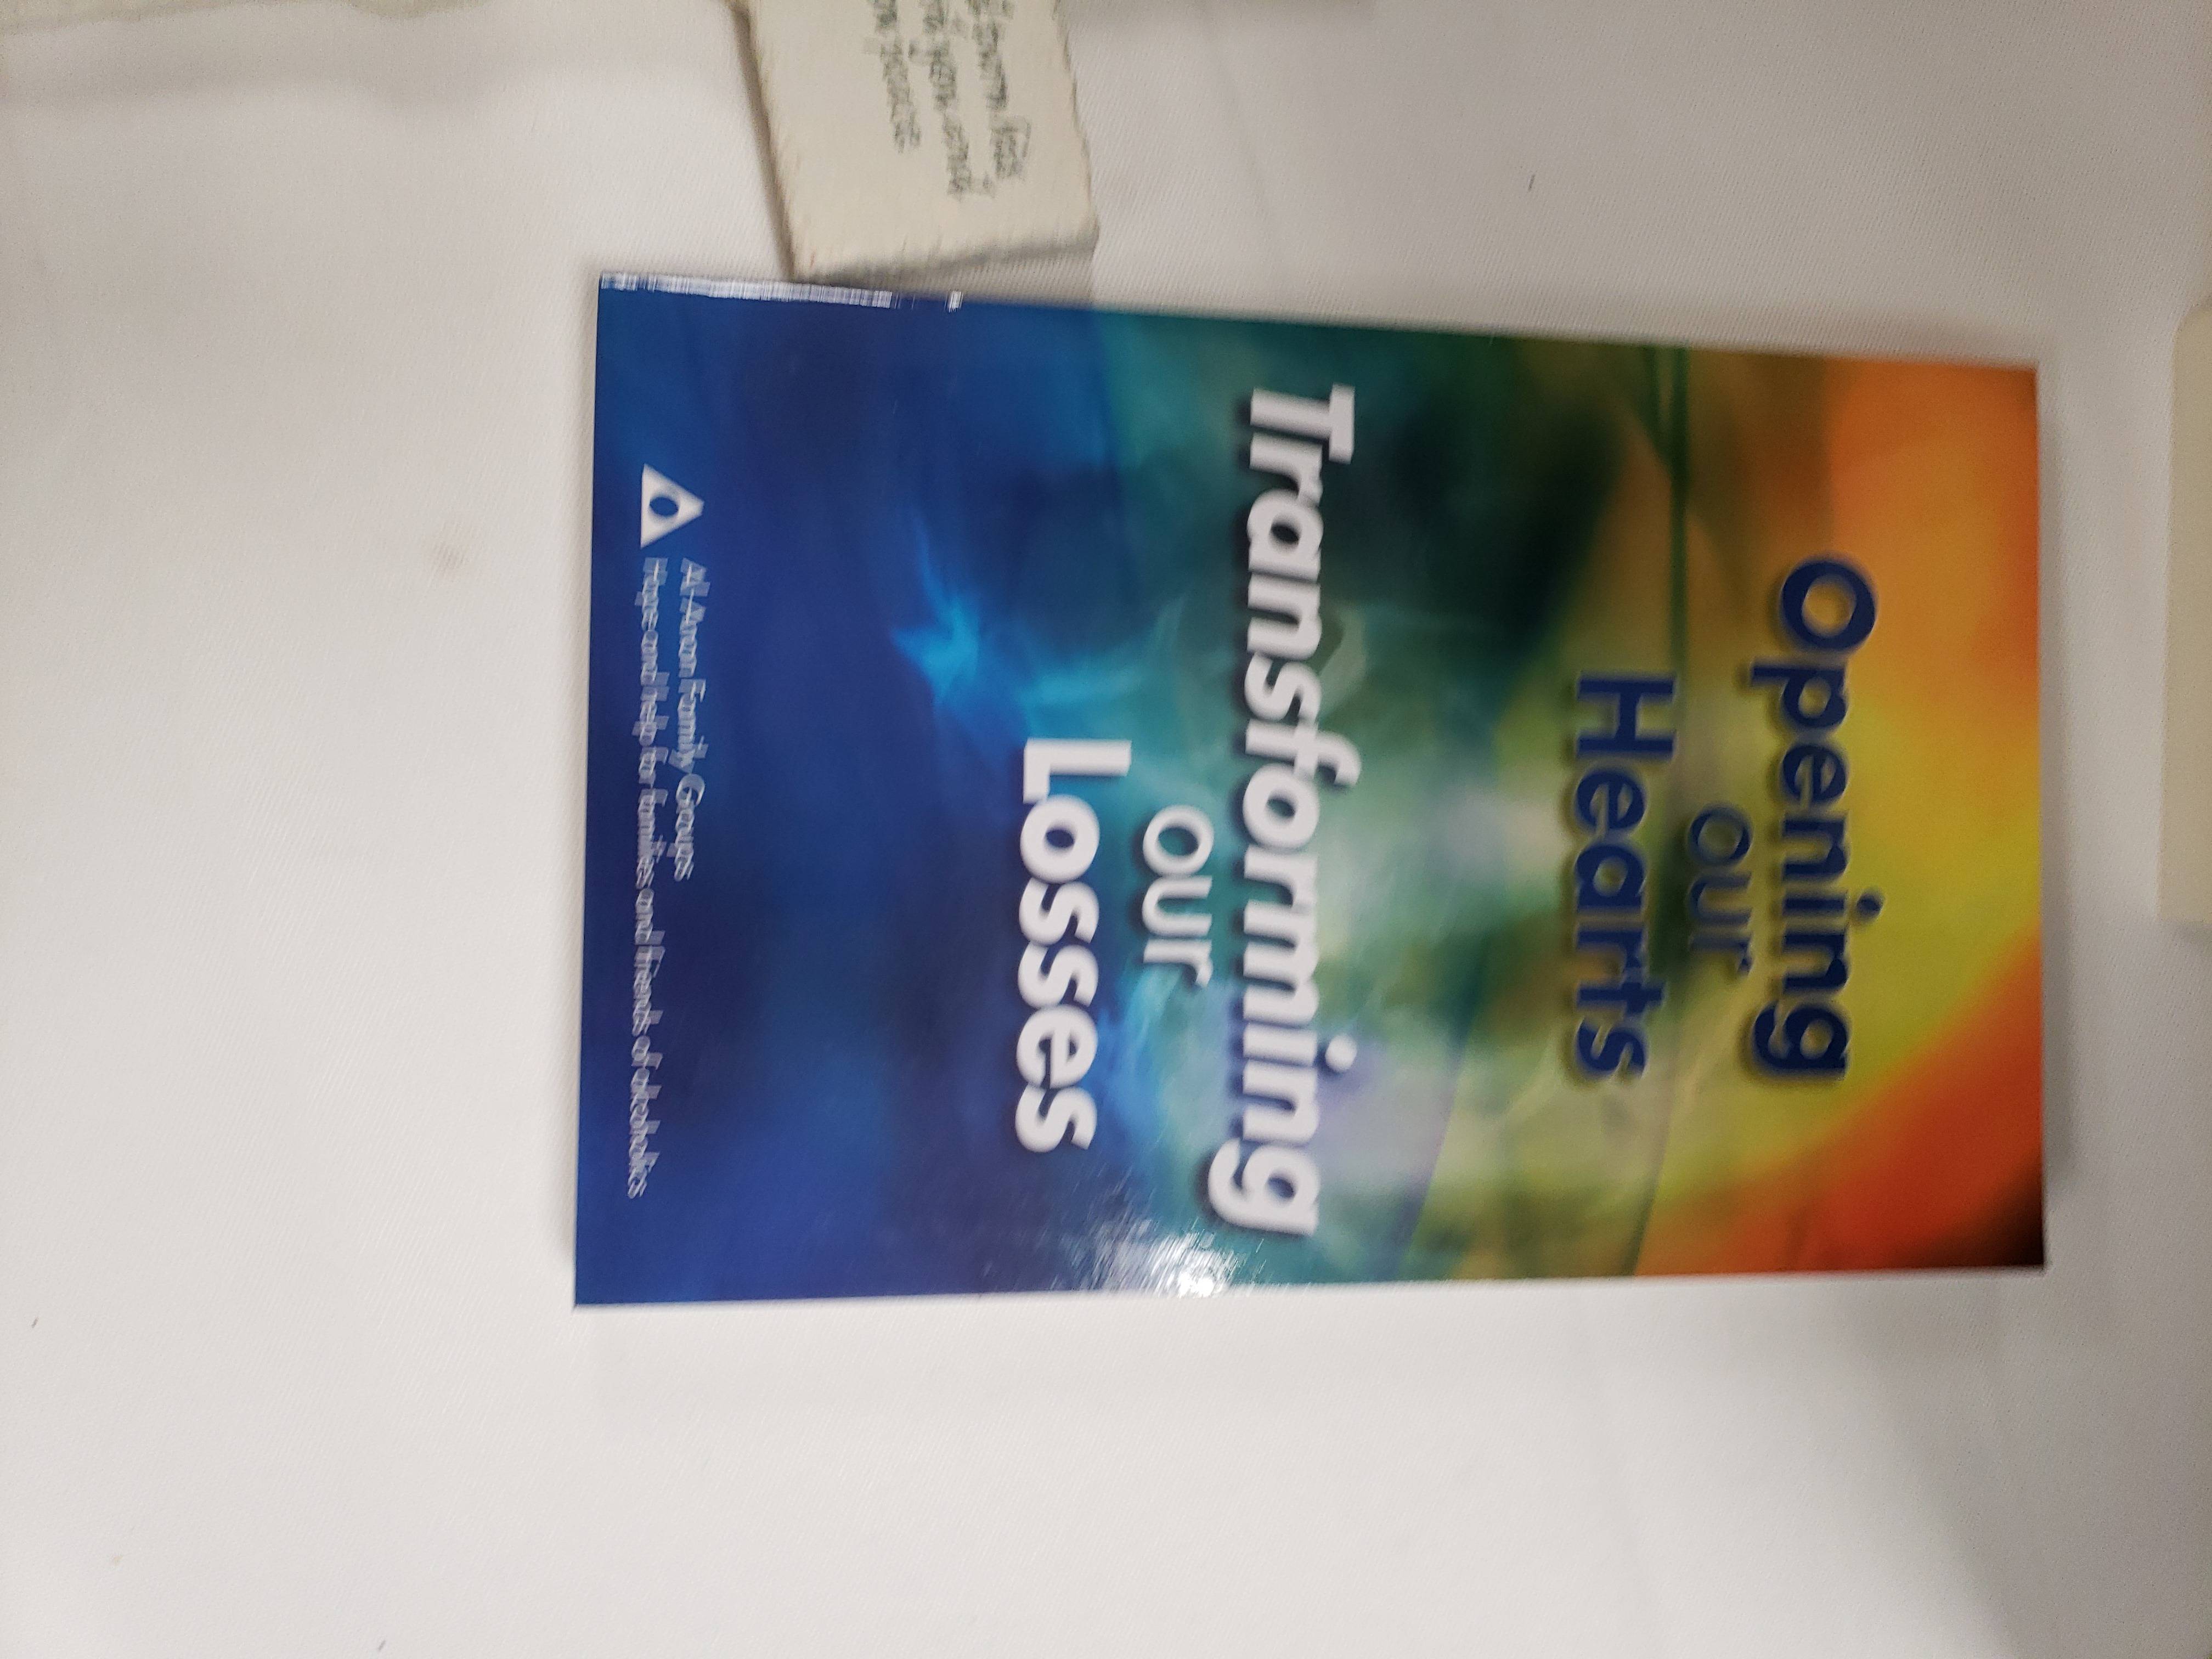 Opening
our
Hearts
Transforming
our
Losses
Al-Anon Family Groups
Hope and help for families and friends of alcoholics